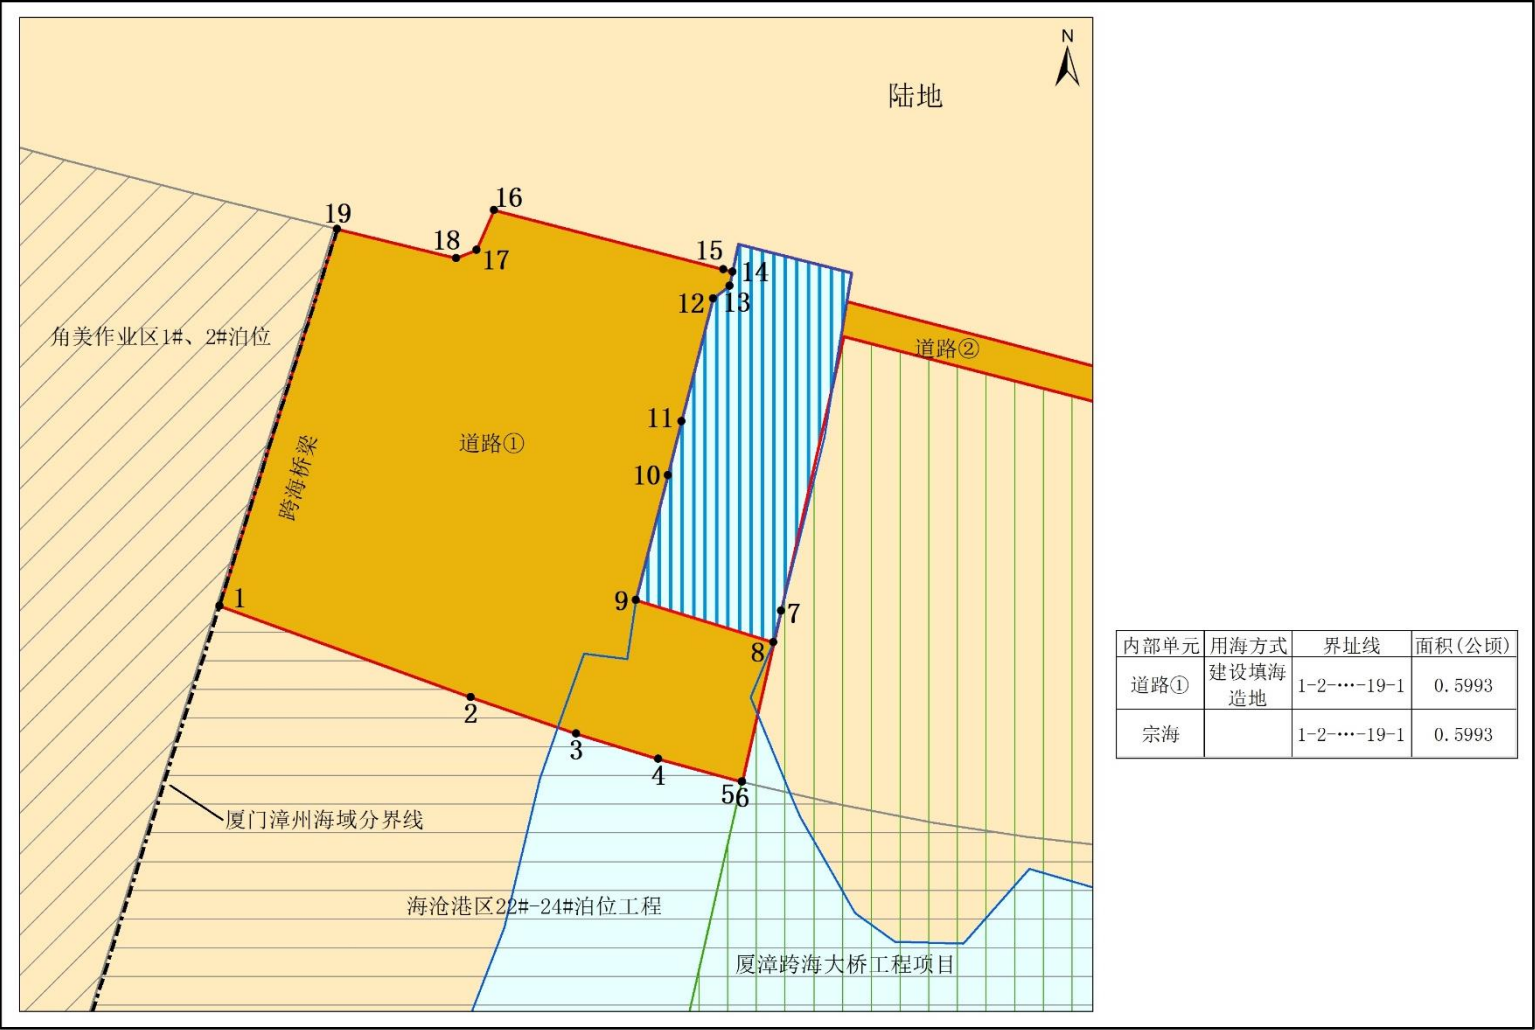 N
陆地
16
19
18
17
15
14
12
13
角美作业区1#、2#泊位
道路②
11
道路①
10
跨海桥梁
1
9
7
8
2
3
4
5
6
厦门漳州海域分界线
海沧港区22#-24#泊位工程
厦漳跨海大桥工程项目
内部单元 用海方式 界址线 面积(公顷)
道路① 建设填海造地 1-2-…-19-1 0.5993
宗海 1-2-…-19-1 0.5993